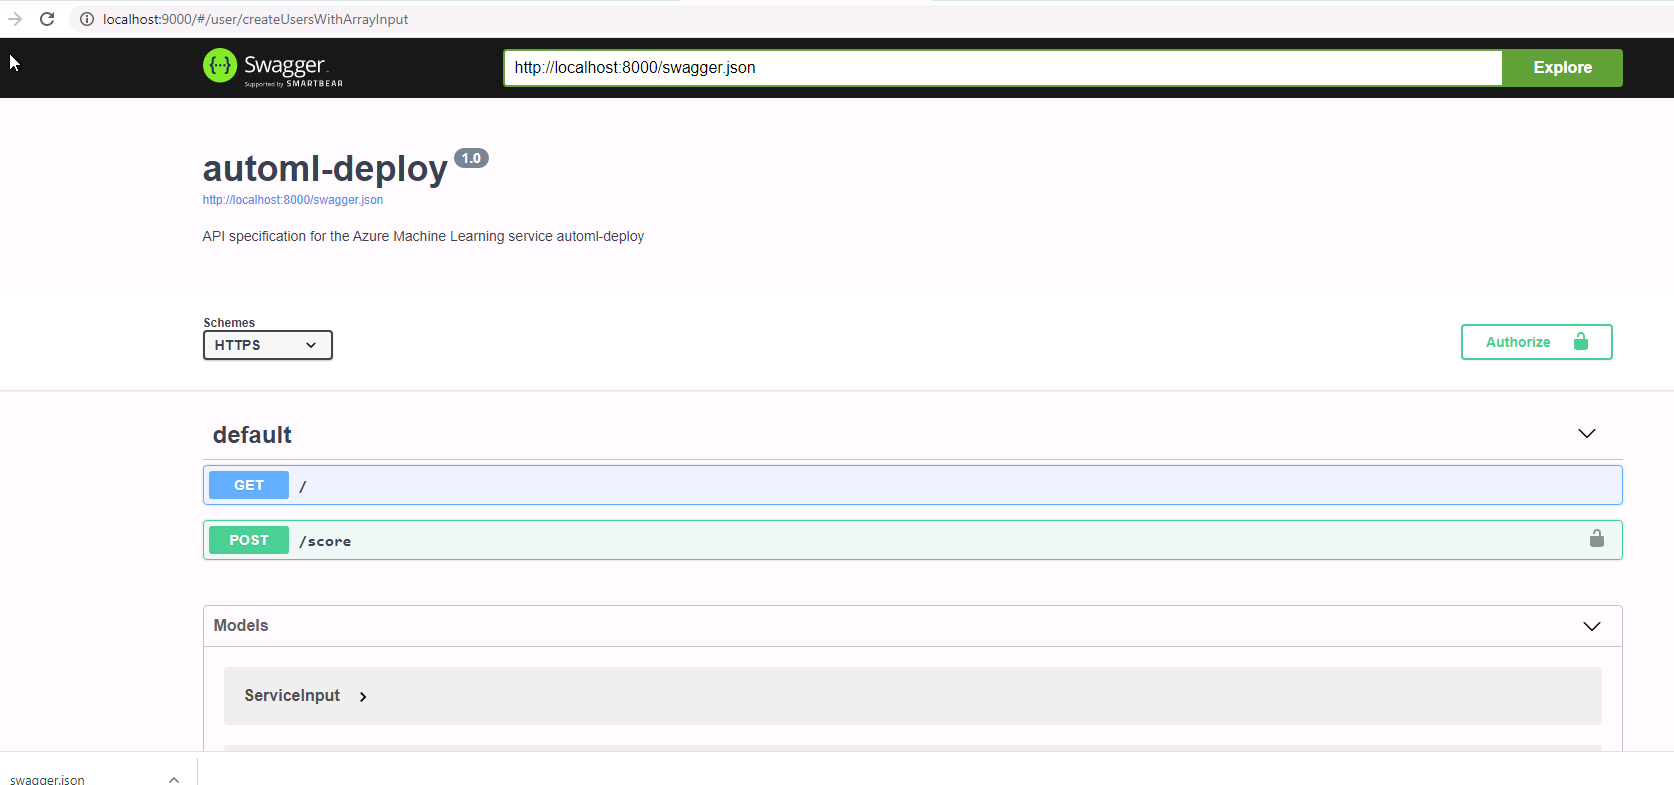 localhost:9000/#/user/createUsersWithArrayInput
{···} Swagger
Supported by SMARTBEAR
http://localhost:8000/swagger.json
Explore
automl-deploy 1.0
http://localhost:8000/swagger.json
API specification for the Azure Machine Learning service automl-deploy
Schemes
HTTPS
Authorize
default
GET /
POST /score
Models
ServiceInput
swagger.json